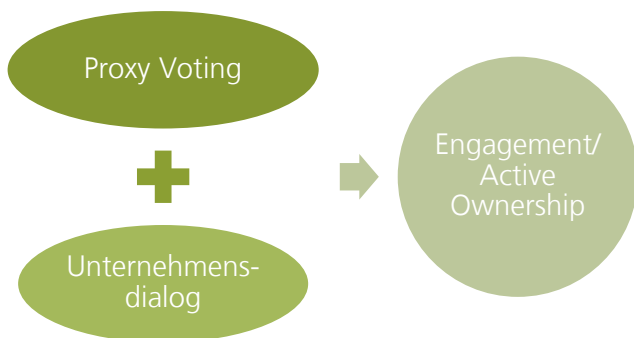 Proxy Voting
Unternehmens-
dialog
Engagement/
Active
Ownership